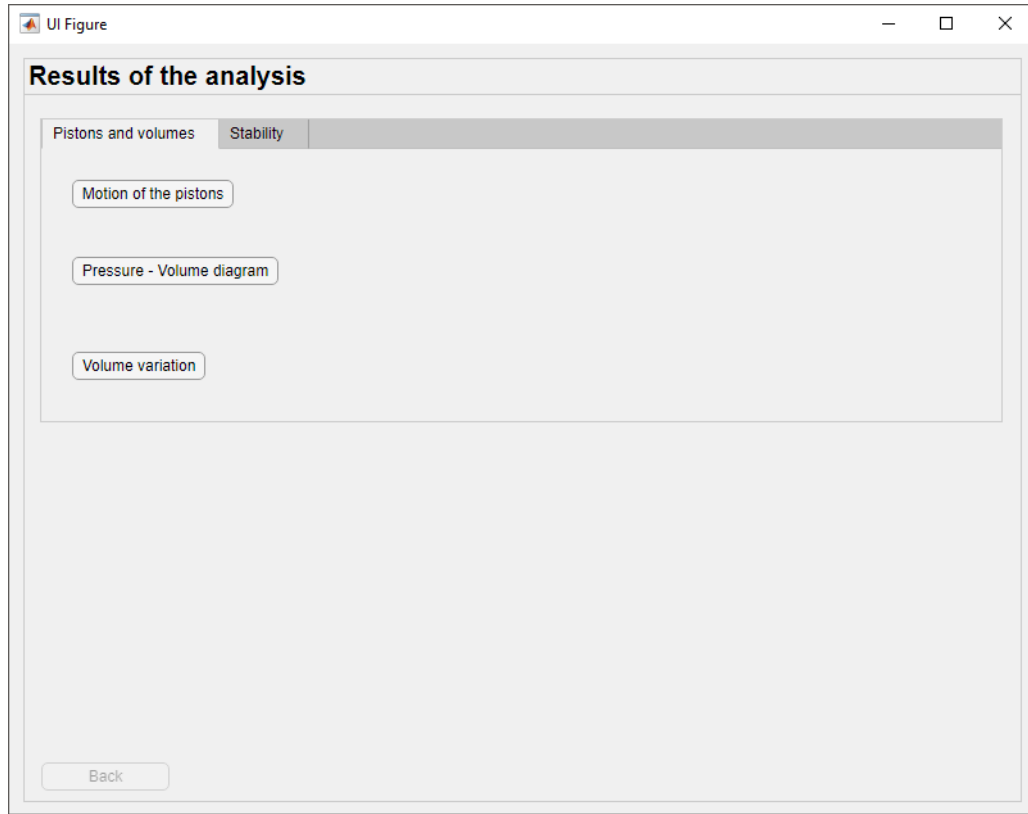 UI Figure
Results of the analysis
Pistons and volumes
Stability
Motion of the pistons
Pressure - Volume diagram
Volume variation
Back